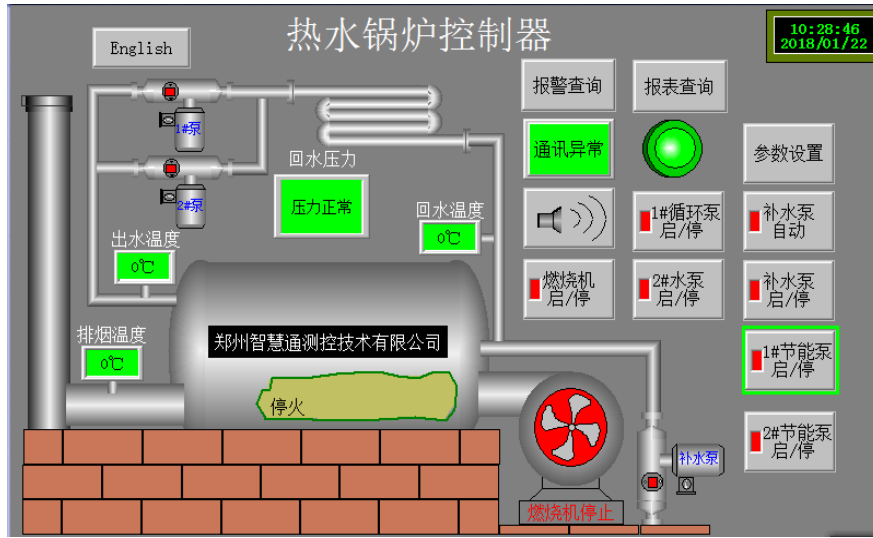 热水锅炉控制器
English
10:28:46
2018/01/22
报警查询
报表查询
通讯异常
参数设置
1#泵
2#泵
回水压力
压力正常
回水温度
0℃
出水温度
0℃
1#循环泵
启/停
补水泵
自动
燃烧机
启/停
2#水泵
启/停
补水泵
启/停
排烟温度
0℃
郑州智慧通测控技术有限公司
1#节能泵
启/停
停火
2#节能泵
启/停
补水泵
燃烧机停止